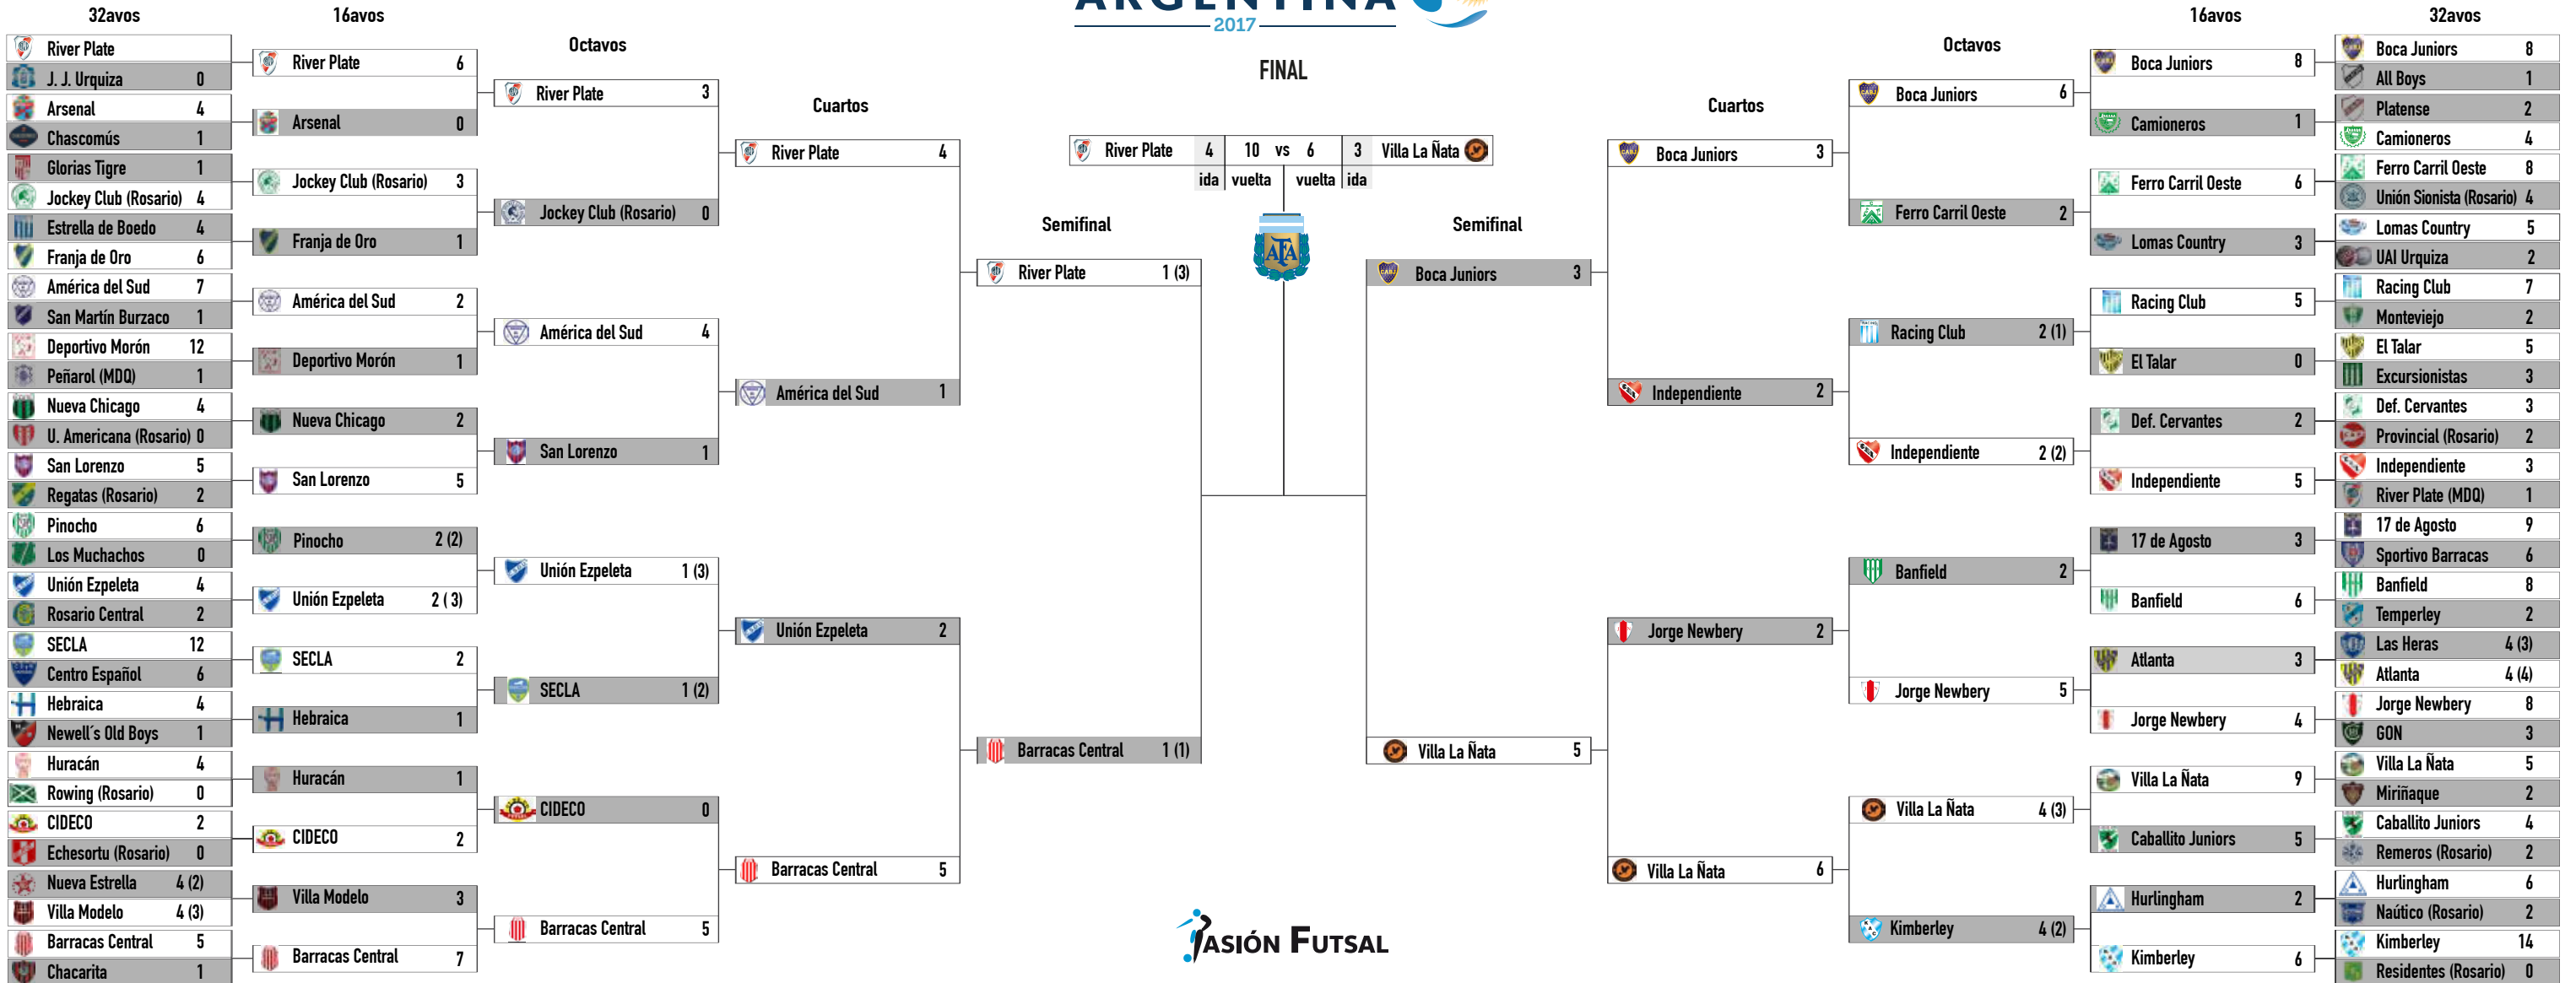 ARGENTINA
2017
32avos
River Plate
J. J. Urquiza 0
Arsenal 4
Chascomús 1
Glorias Tigre 1
Jockey Club (Rosario) 4
Estrella de Boedo 4
Franja de Oro 6
América del Sud 7
San Martín Burzaco 1
Deportivo Morón 12
Peñarol (MDQ) 1
Nueva Chicago 4
U. Americana (Rosario) 0
San Lorenzo 5
Regatas (Rosario) 2
Pinocho 6
Los Muchachos 0
Unión Ezpeleta 4
Rosario Central 2
SECLA 12
Centro Español 6
Hebraica 4
Newell´s Old Boys 1
Huracán 4
Rowing (Rosario) 0
CIDECO 2
Echesortu (Rosario) 0
Nueva Estrella 4 (2)
Villa Modelo 4 (3)
Barracas Central 5
Chacarita 1
16avos
River Plate 6
Arsenal 0
Jockey Club (Rosario) 3
Franja de Oro 1
América del Sud 2
Deportivo Morón 1
Nueva Chicago 2
San Lorenzo 5
Pinocho 2 (2)
Unión Ezpeleta 2 ( 3)
SECLA 2
Hebraica 1
Huracán 1
CIDECO 2
Villa Modelo 3
Barracas Central 7
Octavos
River Plate 3
Jockey Club (Rosario) 0
América del Sud 4
San Lorenzo 1
Unión Ezpeleta 1 (3)
SECLA 1 (2)
CIDECO 0
Barracas Central 5
Cuartos
River Plate 4
América del Sud 1
Unión Ezpeleta 2
Barracas Central 5
Semifinal
River Plate 1 (3)
Barracas Central 1 (1)
FINAL
River Plate 4 10 vs 6 3 Villa La Ñata
ida vuelta vuelta ida
AFA
Semifinal
Boca Juniors 3
Villa La Ñata 5
Cuartos
Boca Juniors 3
Independiente 2
Jorge Newbery 2
Villa La Ñata 6
Octavos
Boca Juniors 6
Ferro Carril Oeste 2
Racing Club 2 (1)
Independiente 2 (2)
Banfield 2
Jorge Newbery 5
Villa La Ñata 4 (3)
Kimberley 4 (2)
16avos
Boca Juniors 8
Camioneros 1
Ferro Carril Oeste 6
Lomas Country 3
Racing Club 5
El Talar 0
Def. Cervantes 2
Independiente 5
17 de Agosto 3
Banfield 6
Atlanta 3
Jorge Newbery 4
Villa La Ñata 9
Caballito Juniors 5
Hurlingham 2
Kimberley 6
32avos
Boca Juniors 8
All Boys 1
Platense 2
Camioneros 4
Ferro Carril Oeste 8
Unión Sionista (Rosario) 4
Lomas Country 5
UAI Urquiza 2
Racing Club 7
Monteviejo 2
El Talar 5
Excursionistas 3
Def. Cervantes 3
Provincial (Rosario) 2
Independiente 3
River Plate (MDQ) 1
17 de Agosto 9
Sportivo Barracas 6
Banfield 8
Temperley 2
Las Heras 4 (3)
Atlanta 4 (4)
Jorge Newbery 8
GON 3
Villa La Ñata 5
Miriñaque 2
Caballito Juniors 4
Remeros (Rosario) 2
Hurlingham 6
Naútico (Rosario) 2
Kimberley 14
Residentes (Rosario) 0
PASIÓN FUTSAL